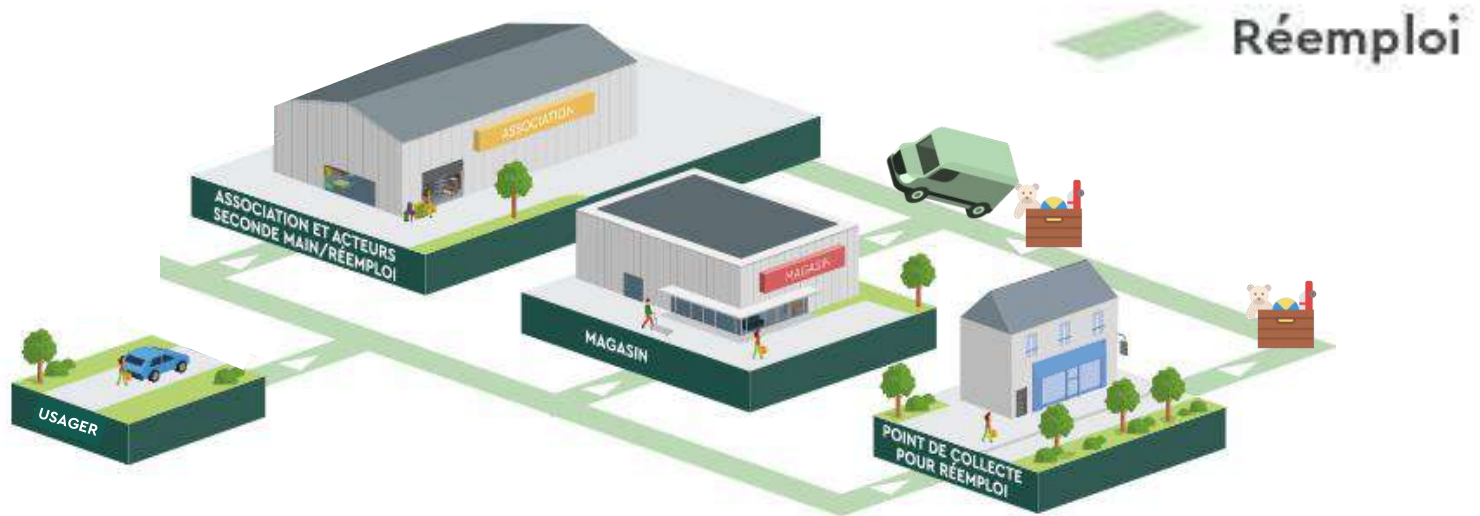 Réemploi
ASSOCIATION
ASSOCIATION ET ACTEURS
SECONDE MAIN/RÉEMPLOI
MAGASIN
MAGASIN
USAGER
POINT DE COLLECTE
POUR RÉEMPLOI